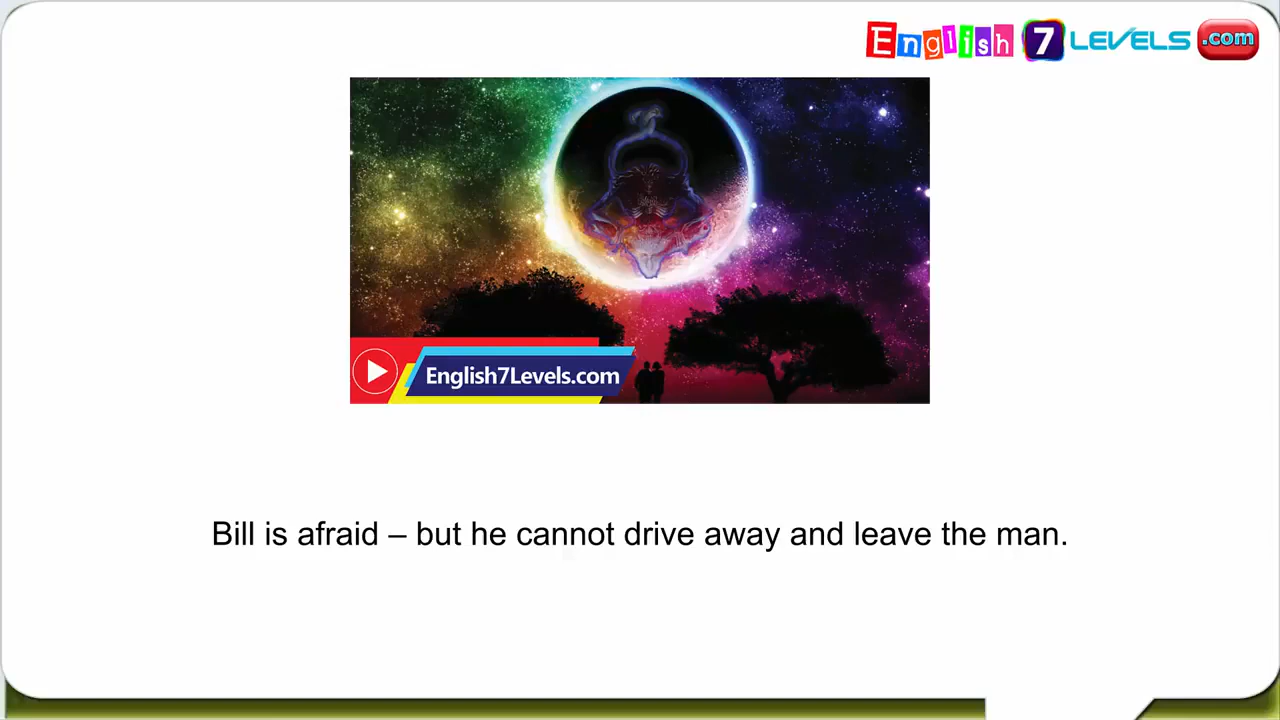 English 7 LEVELS .com
English7Levels.com
Bill is afraid – but he cannot drive away and leave the man.